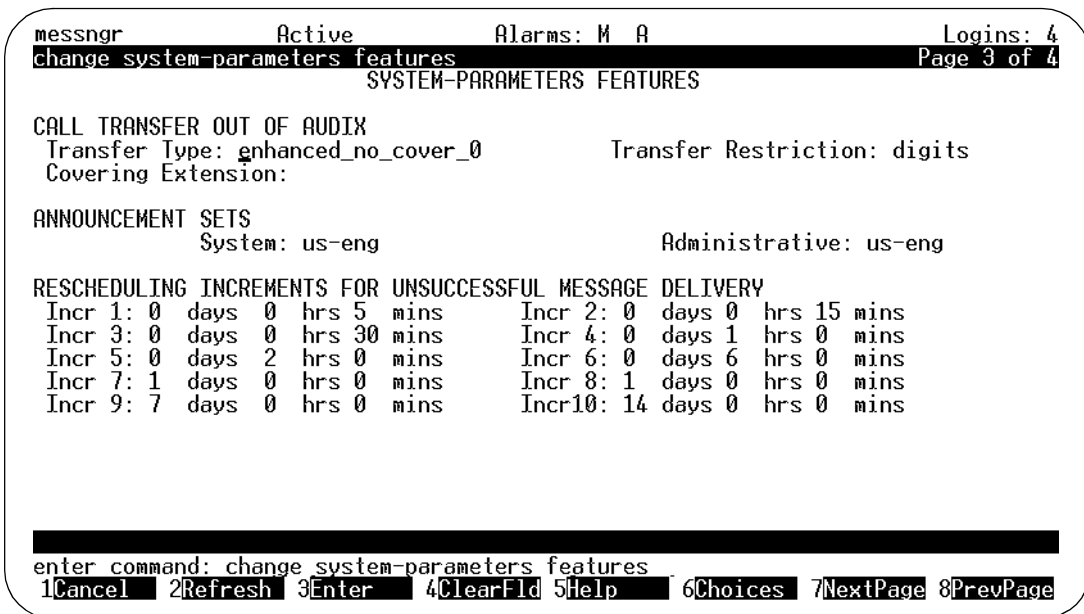 messngr Active Alarms: M A Logins: 4
change system-parameters features Page 3 of 4
SYSTEM-PARAMETERS FEATURES
CALL TRANSFER OUT OF AUDIX
Transfer Type: enhanced_no_cover_0 Transfer Restriction: digits
Covering Extension:
ANNOUNCEMENT SETS
System: us-eng Administrative: us-eng
RESCHEDULING INCREMENTS FOR UNSUCCESSFUL MESSAGE DELIVERY
Incr 1: 0 days 0 hrs 5 mins Incr 2: 0 days 0 hrs 15 mins
Incr 3: 0 days 0 hrs 30 mins Incr 4: 0 days 1 hrs 0 mins
Incr 5: 0 days 2 hrs 0 mins Incr 6: 0 days 6 hrs 0 mins
Incr 7: 1 days 0 hrs 0 mins Incr 8: 1 days 0 hrs 0 mins
Incr 9: 7 days 0 hrs 0 mins Incr10: 14 days 0 hrs 0 mins
enter command: change system-parameters features
1Cancel 2Refresh 3Enter 4ClearFld 5Help 6Choices 7NextPage 8PrevPage